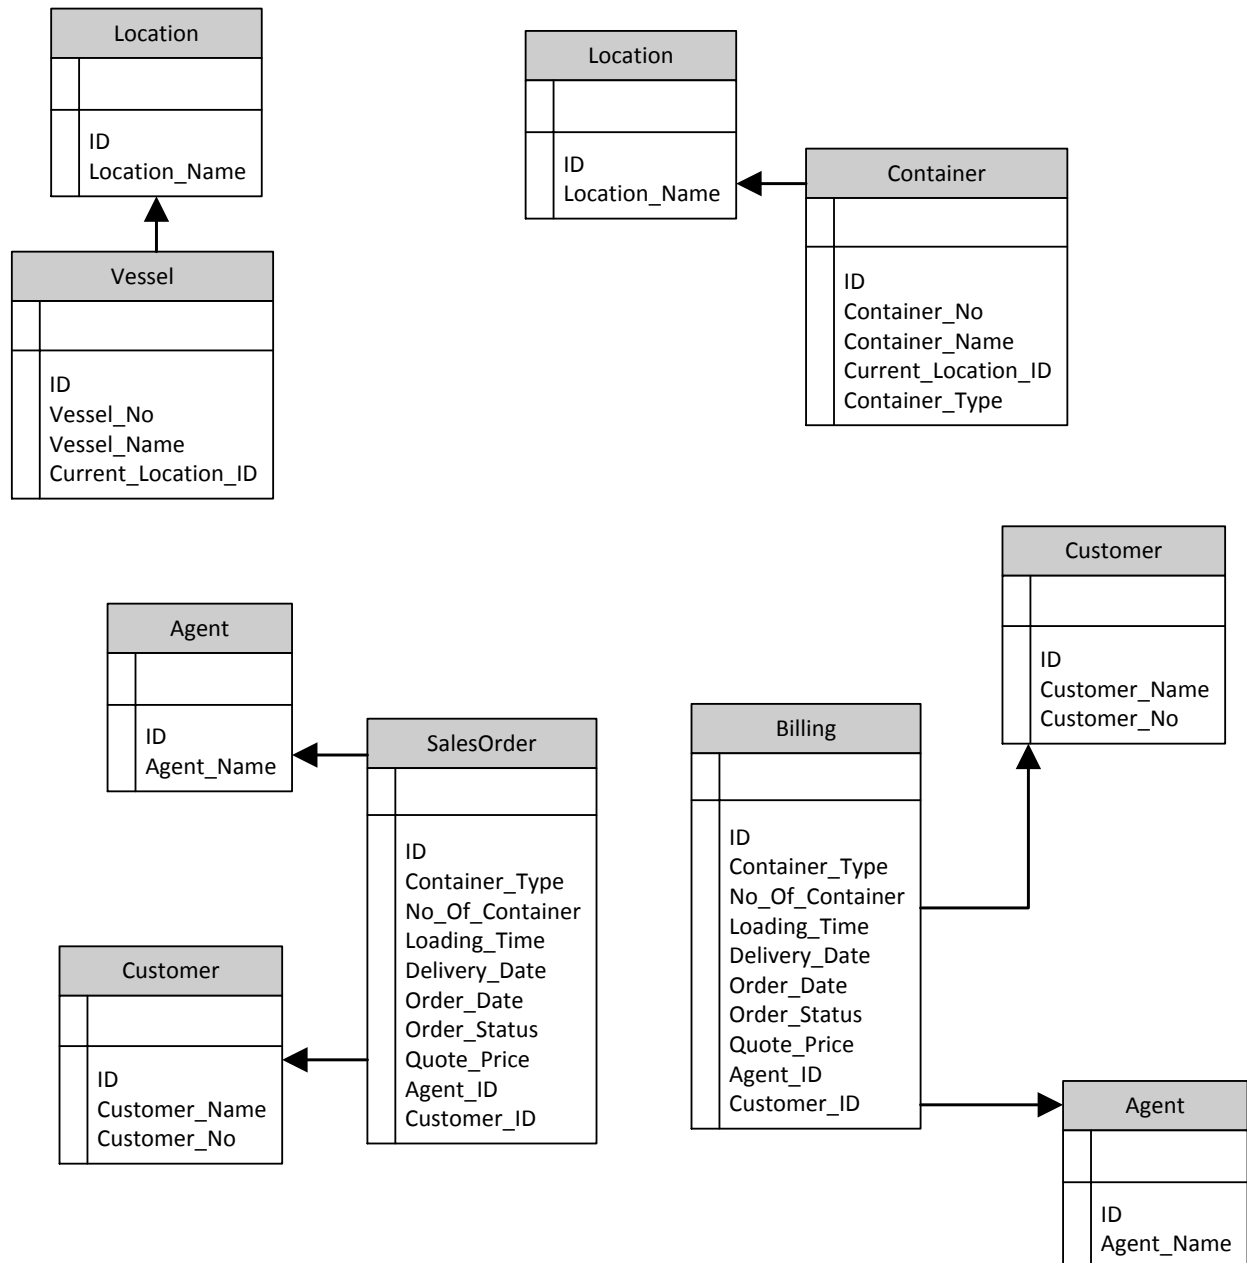 Location
ID
Location_Name
Vessel
ID
Vessel_No
Vessel_Name
Current_Location_ID
Location
ID
Location_Name
Container
ID
Container_No
Container_Name
Current_Location_ID
Container_Type
Agent
ID
Agent_Name
SalesOrder
ID
Container_Type
No_Of_Container
Loading_Time
Delivery_Date
Order_Date
Order_Status
Quote_Price
Agent_ID
Customer_ID
Customer
ID
Customer_Name
Customer_No
Billing
ID
Container_Type
No_Of_Container
Loading_Time
Delivery_Date
Order_Date
Order_Status
Quote_Price
Agent_ID
Customer_ID
Customer
ID
Customer_Name
Customer_No
Agent
ID
Agent_Name